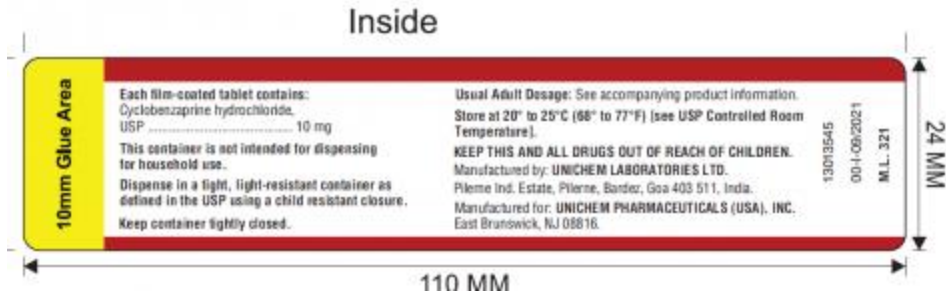 Inside
10mm Glue Area
Each film-coated tablet contains:
Cyclobenzaprine hydrochloride,
USP ...................................... 10 mg
This container is not intended for dispensing
for household use.
Dispense in a tight, light-resistant container as
defined in the USP using a child resistant closure.
Keep container tightly closed.
Usual Adult Dosage: See accompanying product information.
Store at 20° to 25°C (68° to 77°F) [see USP Controlled Room
Temperature].
KEEP THIS AND ALL DRUGS OUT OF REACH OF CHILDREN.
Manufactured by: UNICHEM LABORATORIES LTD.
Pilerne Ind. Estate, Pilerne, Bardez, Goa 403 511, India.
Manufactured for: UNICHEM PHARMACEUTICALS (USA), INC.
East Brunswick, NJ 08816.
13013545
00-I-09/2021
M.L. 321
24 MM
110 MM